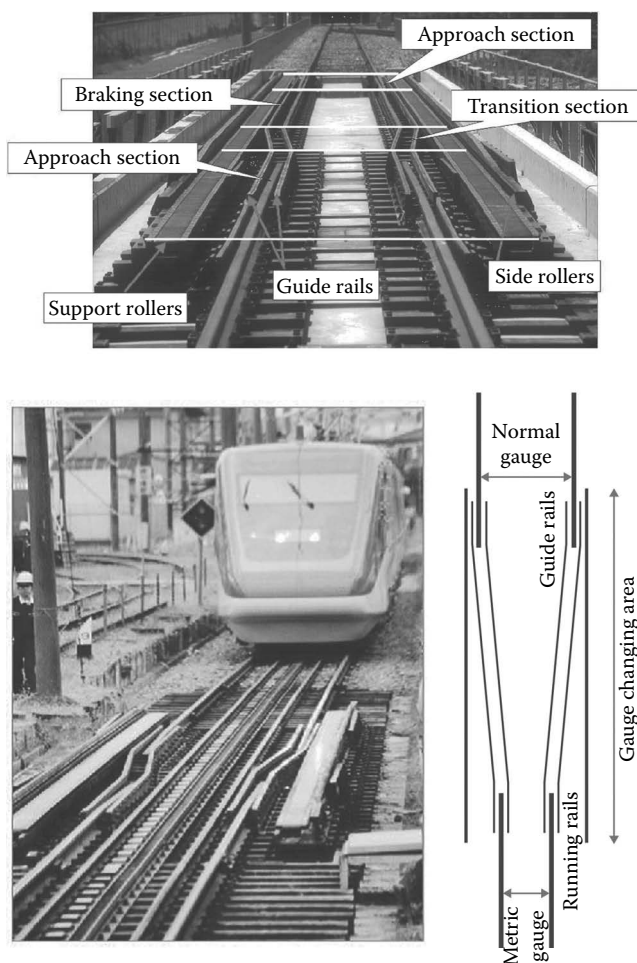 Approach section
Braking section
Transition section
Approach section
Guide rails
Side rollers
Support rollers
Normal
gauge
Guide rails
Gauge changing area
Running rails
Metric
gauge